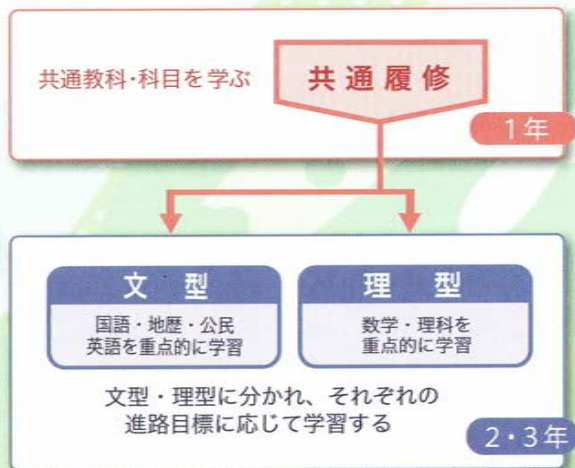 共通教科・科目を学ぶ
共通履修
1年
文型
国語・地歴・公民
英語を重点的に学習
理型
数学・理科を
重点的に学習
文型・理型に分かれ、それぞれの
進路目標に応じて学習する
2・3年